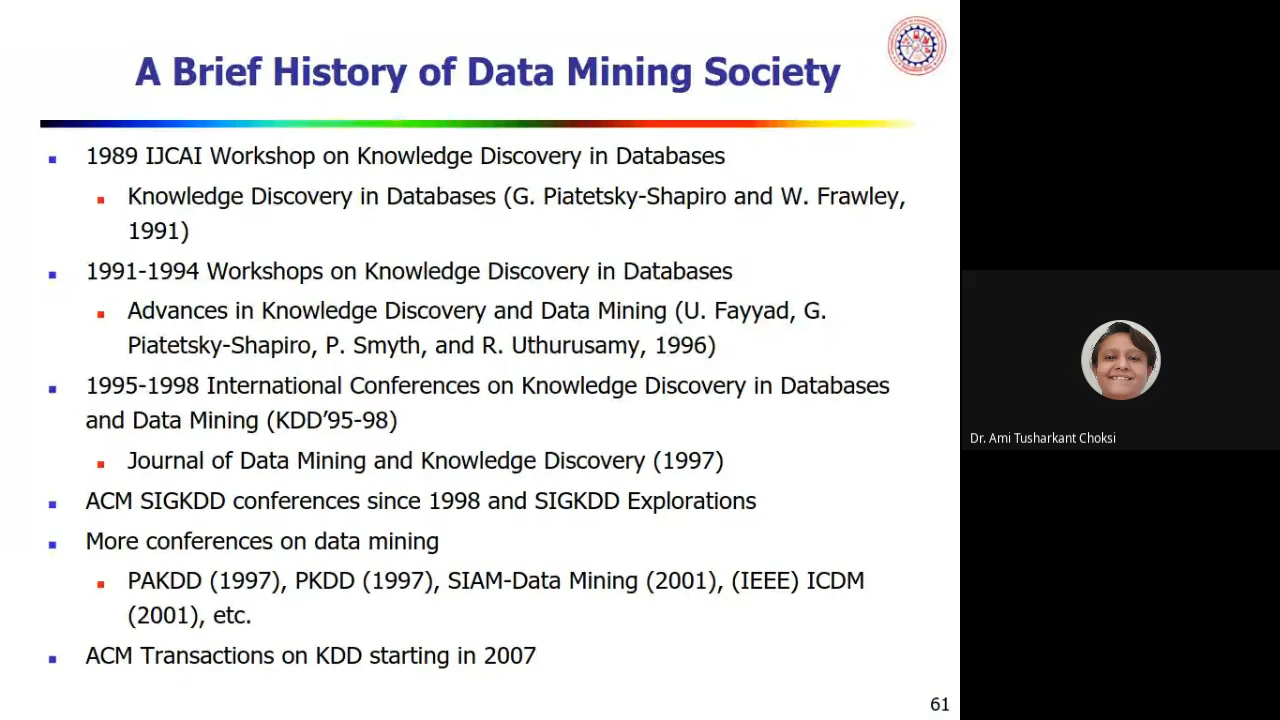 A Brief History of Data Mining Society
1989 IJCAI Workshop on Knowledge Discovery in Databases
Knowledge Discovery in Databases (G. Piatetsky-Shapiro and W. Frawley,
1991)
1991-1994 Workshops on Knowledge Discovery in Databases
Advances in Knowledge Discovery and Data Mining (U. Fayyad, G.
Piatetsky-Shapiro, P. Smyth, and R. Uthurusamy, 1996)
1995-1998 International Conferences on Knowledge Discovery in Databases
and Data Mining (KDD’95-98)
Journal of Data Mining and Knowledge Discovery (1997)
ACM SIGKDD conferences since 1998 and SIGKDD Explorations
More conferences on data mining
PAKDD (1997), PKDD (1997), SIAM-Data Mining (2001), (IEEE) ICDM
(2001), etc.
ACM Transactions on KDD starting in 2007
61
Dr. Ami Tusharkant Choksi